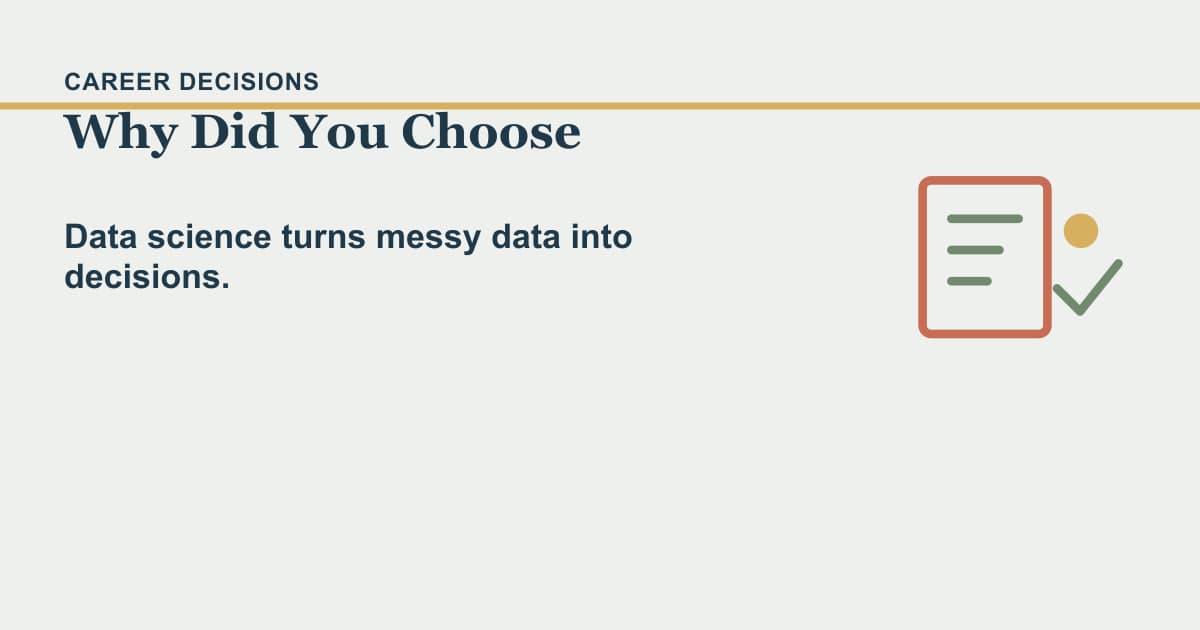 CAREER DECISIONS
Why Did You Choose
Data science turns messy data into
decisions.